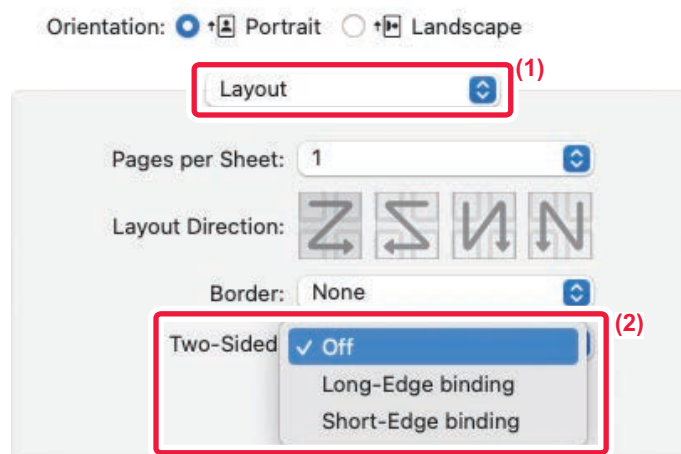 Orientation: Portrait Landscape
(1)
Layout
Pages per Sheet: 1
Layout Direction:
Border: None
(2)
Two-Sided ✓ Off
Long-Edge binding
Short-Edge binding